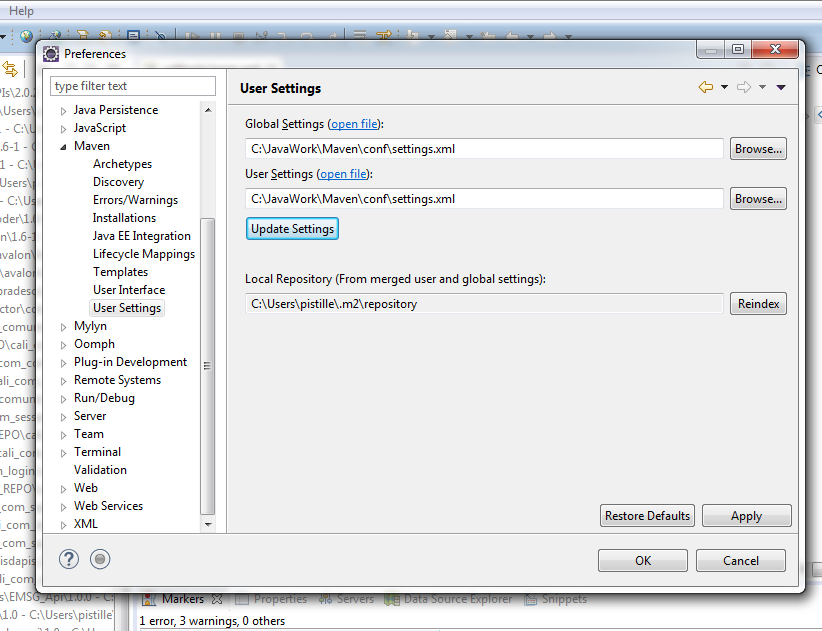 Help
Preferences
type filter text
Java Persistence
JavaScript
Maven
Archetypes
Discovery
Errors/Warnings
Installations
Java EE Integration
Lifecycle Mappings
Templates
User Interface
User Settings
Mylyn
Oomph
Plug-in Development
Remote Systems
Run/Debug
Server
Team
Terminal
Validation
Web
Web Services
XML
User Settings
Global Settings (open file):
C:\JavaWork\Maven\conf\settings.xml
Browse...
User Settings (open file):
C:\JavaWork\Maven\conf\settings.xml
Browse...
Update Settings
Local Repository (From merged user and global settings):
C:\Users\pistille\.m2\repository
Reindex
Restore Defaults
Apply
OK
Cancel
Markers
Properties
Servers
Data Source Explorer
Snippets
1 error, 3 warnings, 0 others